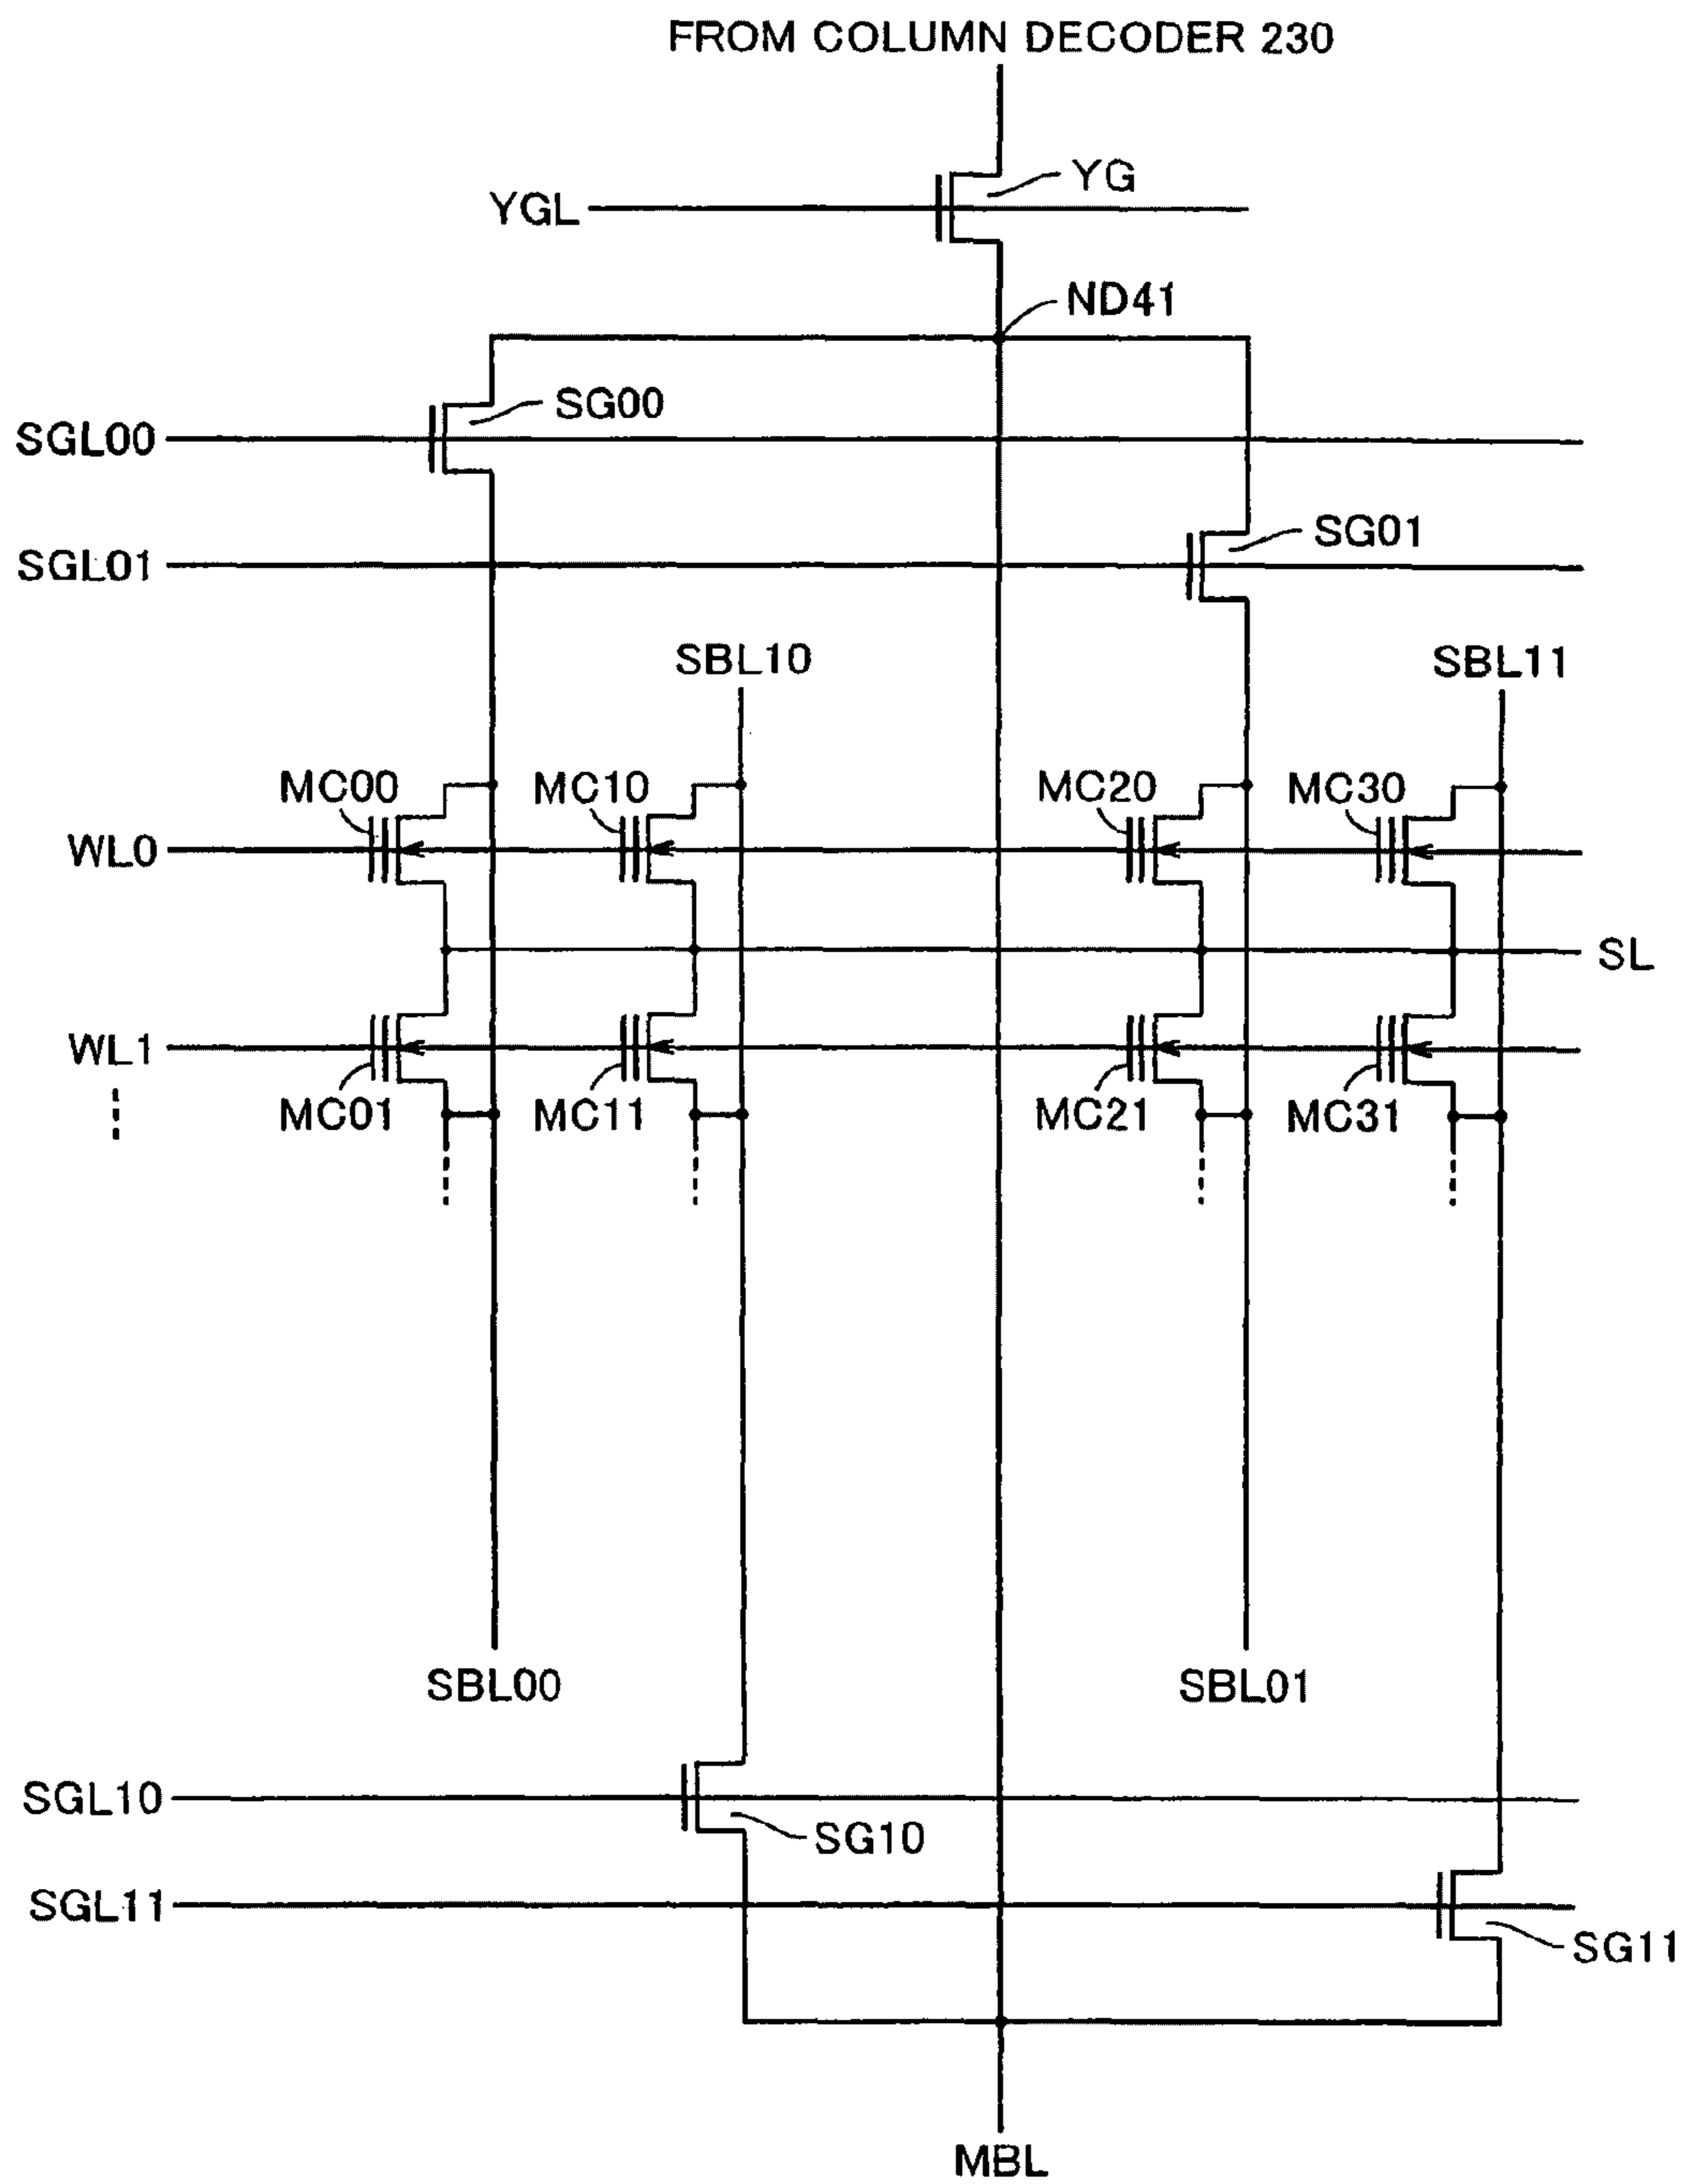 FROM COLUMN DECODER 230
YG
YGL
ND41
SG00
SGL00
SG01
SGL01
SBL10
SBL11
MC00
MC10
MC20
MC30
WL0
SL
WL1
MC01
MC11
MC21
MC31
SBL00
SBL01
SGL10
SG10
SGL11
SG11
MBL